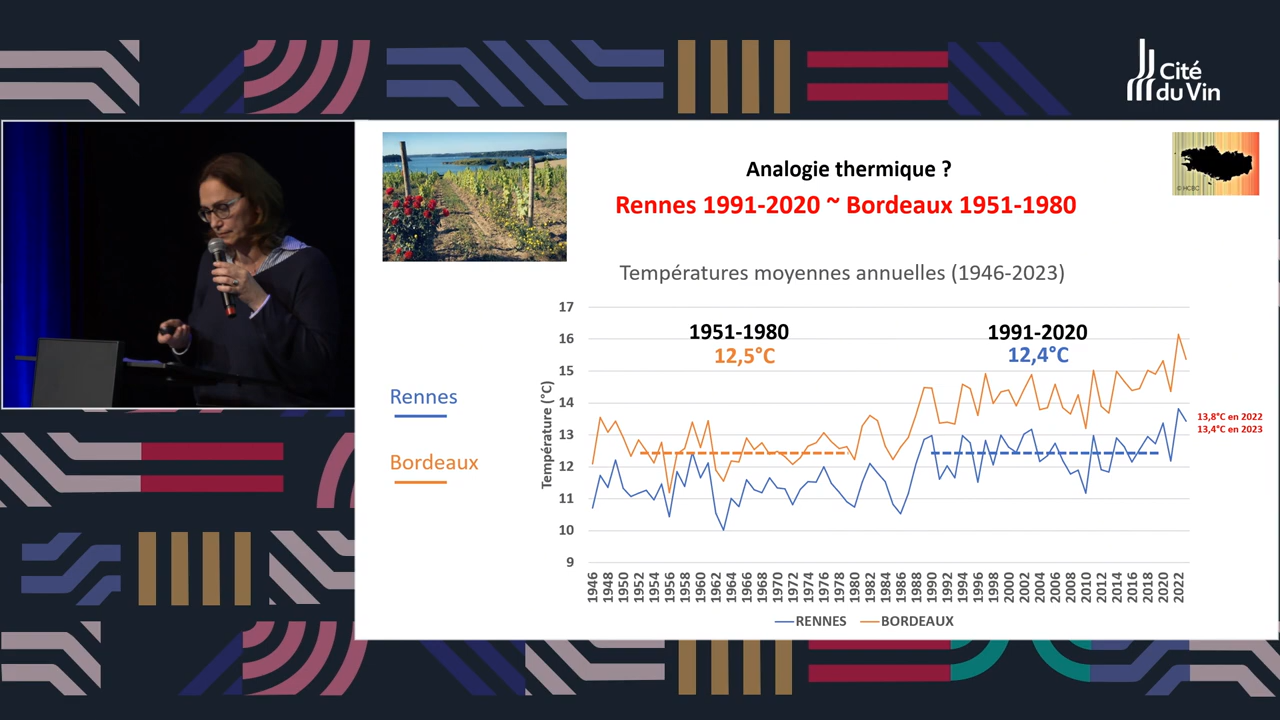 Cité
du Vin
Analogie thermique ?
Rennes 1991-2020 ~ Bordeaux 1951-1980
© HCBC
Températures moyennes annuelles (1946-2023)
17
16
15
14
13
12
11
10
9
Température (°C)
1951-1980
12,5°C
1991-2020
12,4°C
Rennes
Bordeaux
13,8°C en 2022
13,4°C en 2023
1946 1948 1950 1952 1954 1956 1958 1960 1962 1964 1966 1968 1970 1972 1974 1976 1978 1980 1982 1984 1986 1988 1990 1992 1994 1996 1998 2000 2002 2004 2006 2008 2010 2012 2014 2016 2018 2020 2022
RENNES BORDEAUX